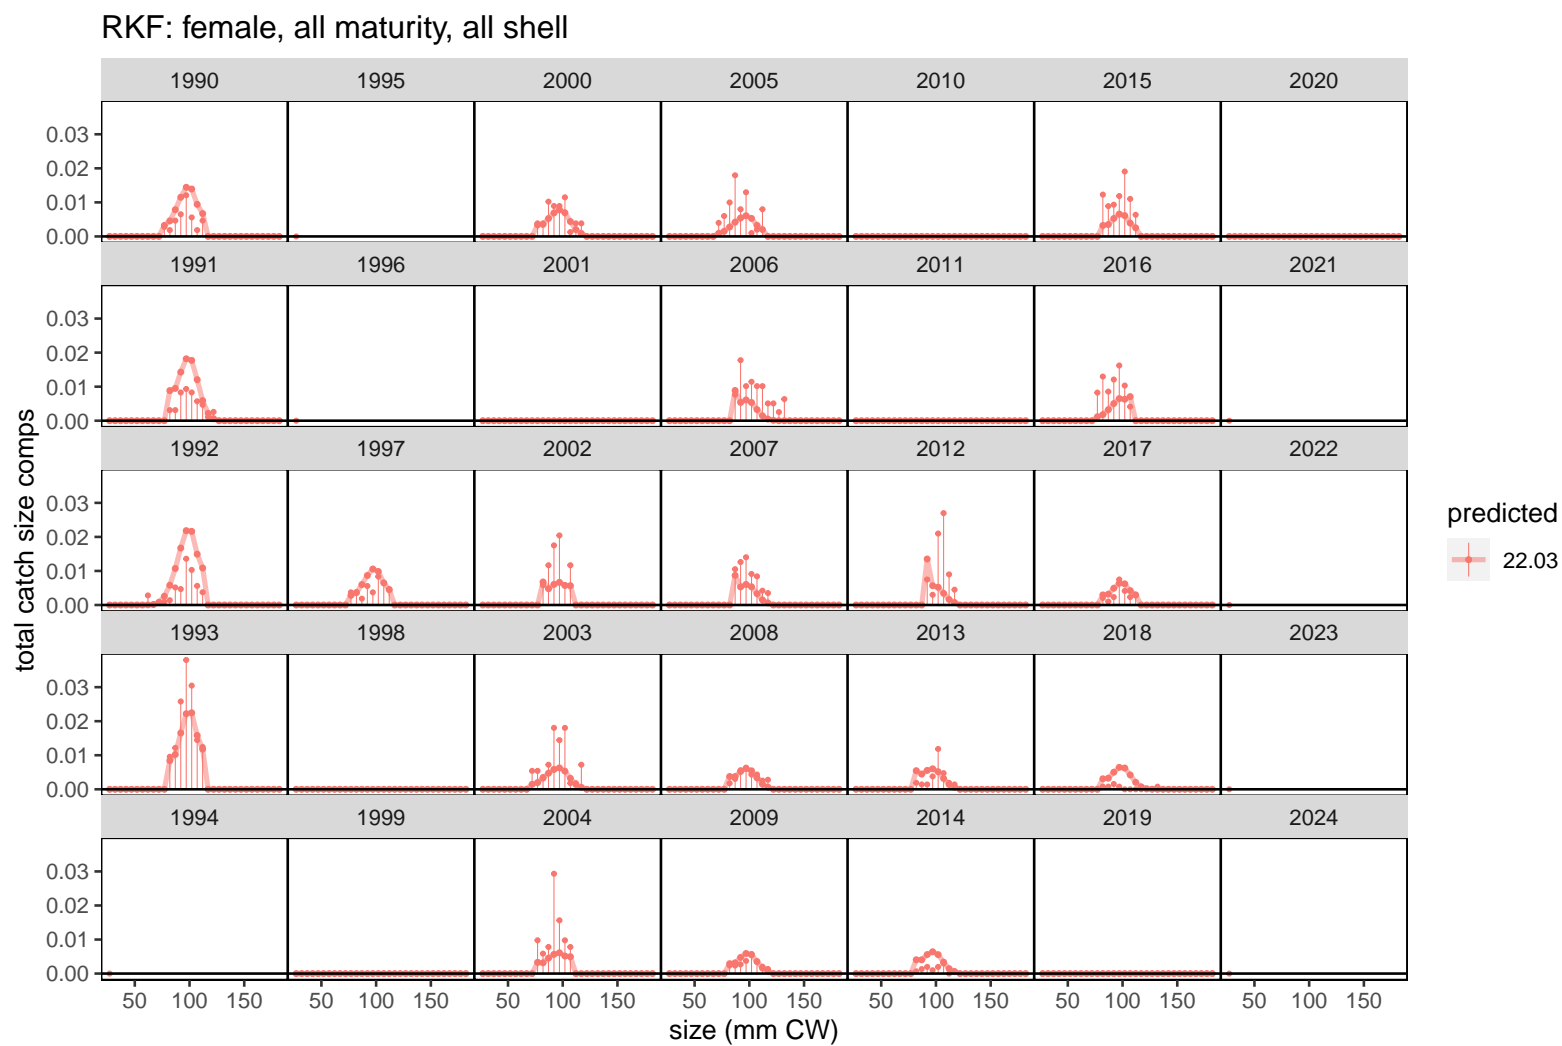 RKF: female, all maturity, all shell
1990 1995 2000 2005 2010 2015 2020
0.03
0.02
0.01
0.00
1991 1996 2001 2006 2011 2016 2021
0.03
0.02
0.01
0.00
1992 1997 2002 2007 2012 2017 2022
0.03
0.02
0.01
0.00
1993 1998 2003 2008 2013 2018 2023
0.03
0.02
0.01
0.00
1994 1999 2004 2009 2014 2019 2024
0.03
0.02
0.01
0.00
50 100 150 50 100 150 50 100 150 50 100 150 50 100 150 50 100 150 50 100 150
size (mm CW)
total catch size comps
predicted
22.03